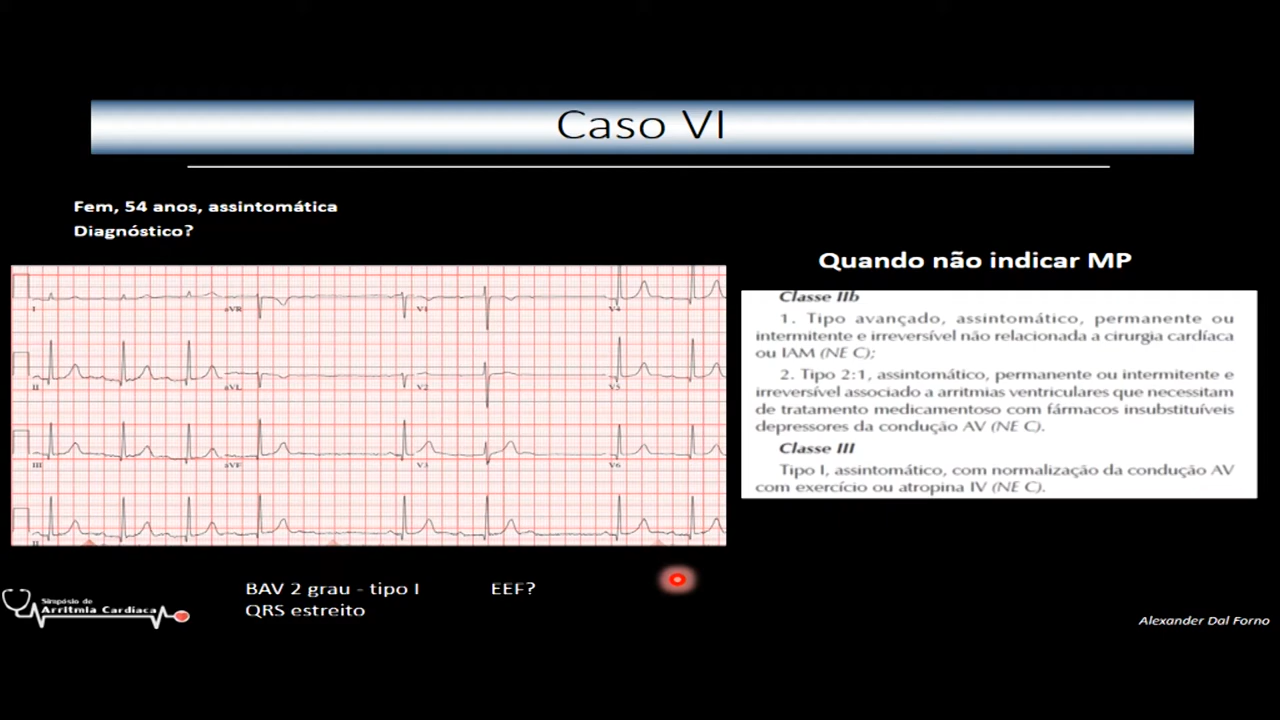 Caso VI
Fem, 54 anos, assintomática
Diagnóstico?
Quando não indicar MP
Classe IIb
1. Tipo avançado, assintomático, permanente ou
intermitente e irreversível não relacionada a cirurgia cardíaca
ou IAM (NE C);
2. Tipo 2:1, assintomático, permanente ou intermitente e
irreversível associado a arritmias ventriculares que necessitam
de tratamento medicamentoso com fármacos insubstituíveis
depressores da condução AV (NE C).
Classe III
Tipo I, assintomático, com normalização da condução AV
com exercício ou atropina IV (NE C).
I aVR V1 V4
II aVL V2 V5
III aVF V3 V6
II
BAV 2 grau - tipo I
QRS estreito
EEF?
Simpósio de
Arritmia Cardíaca
Alexander Dal Forno